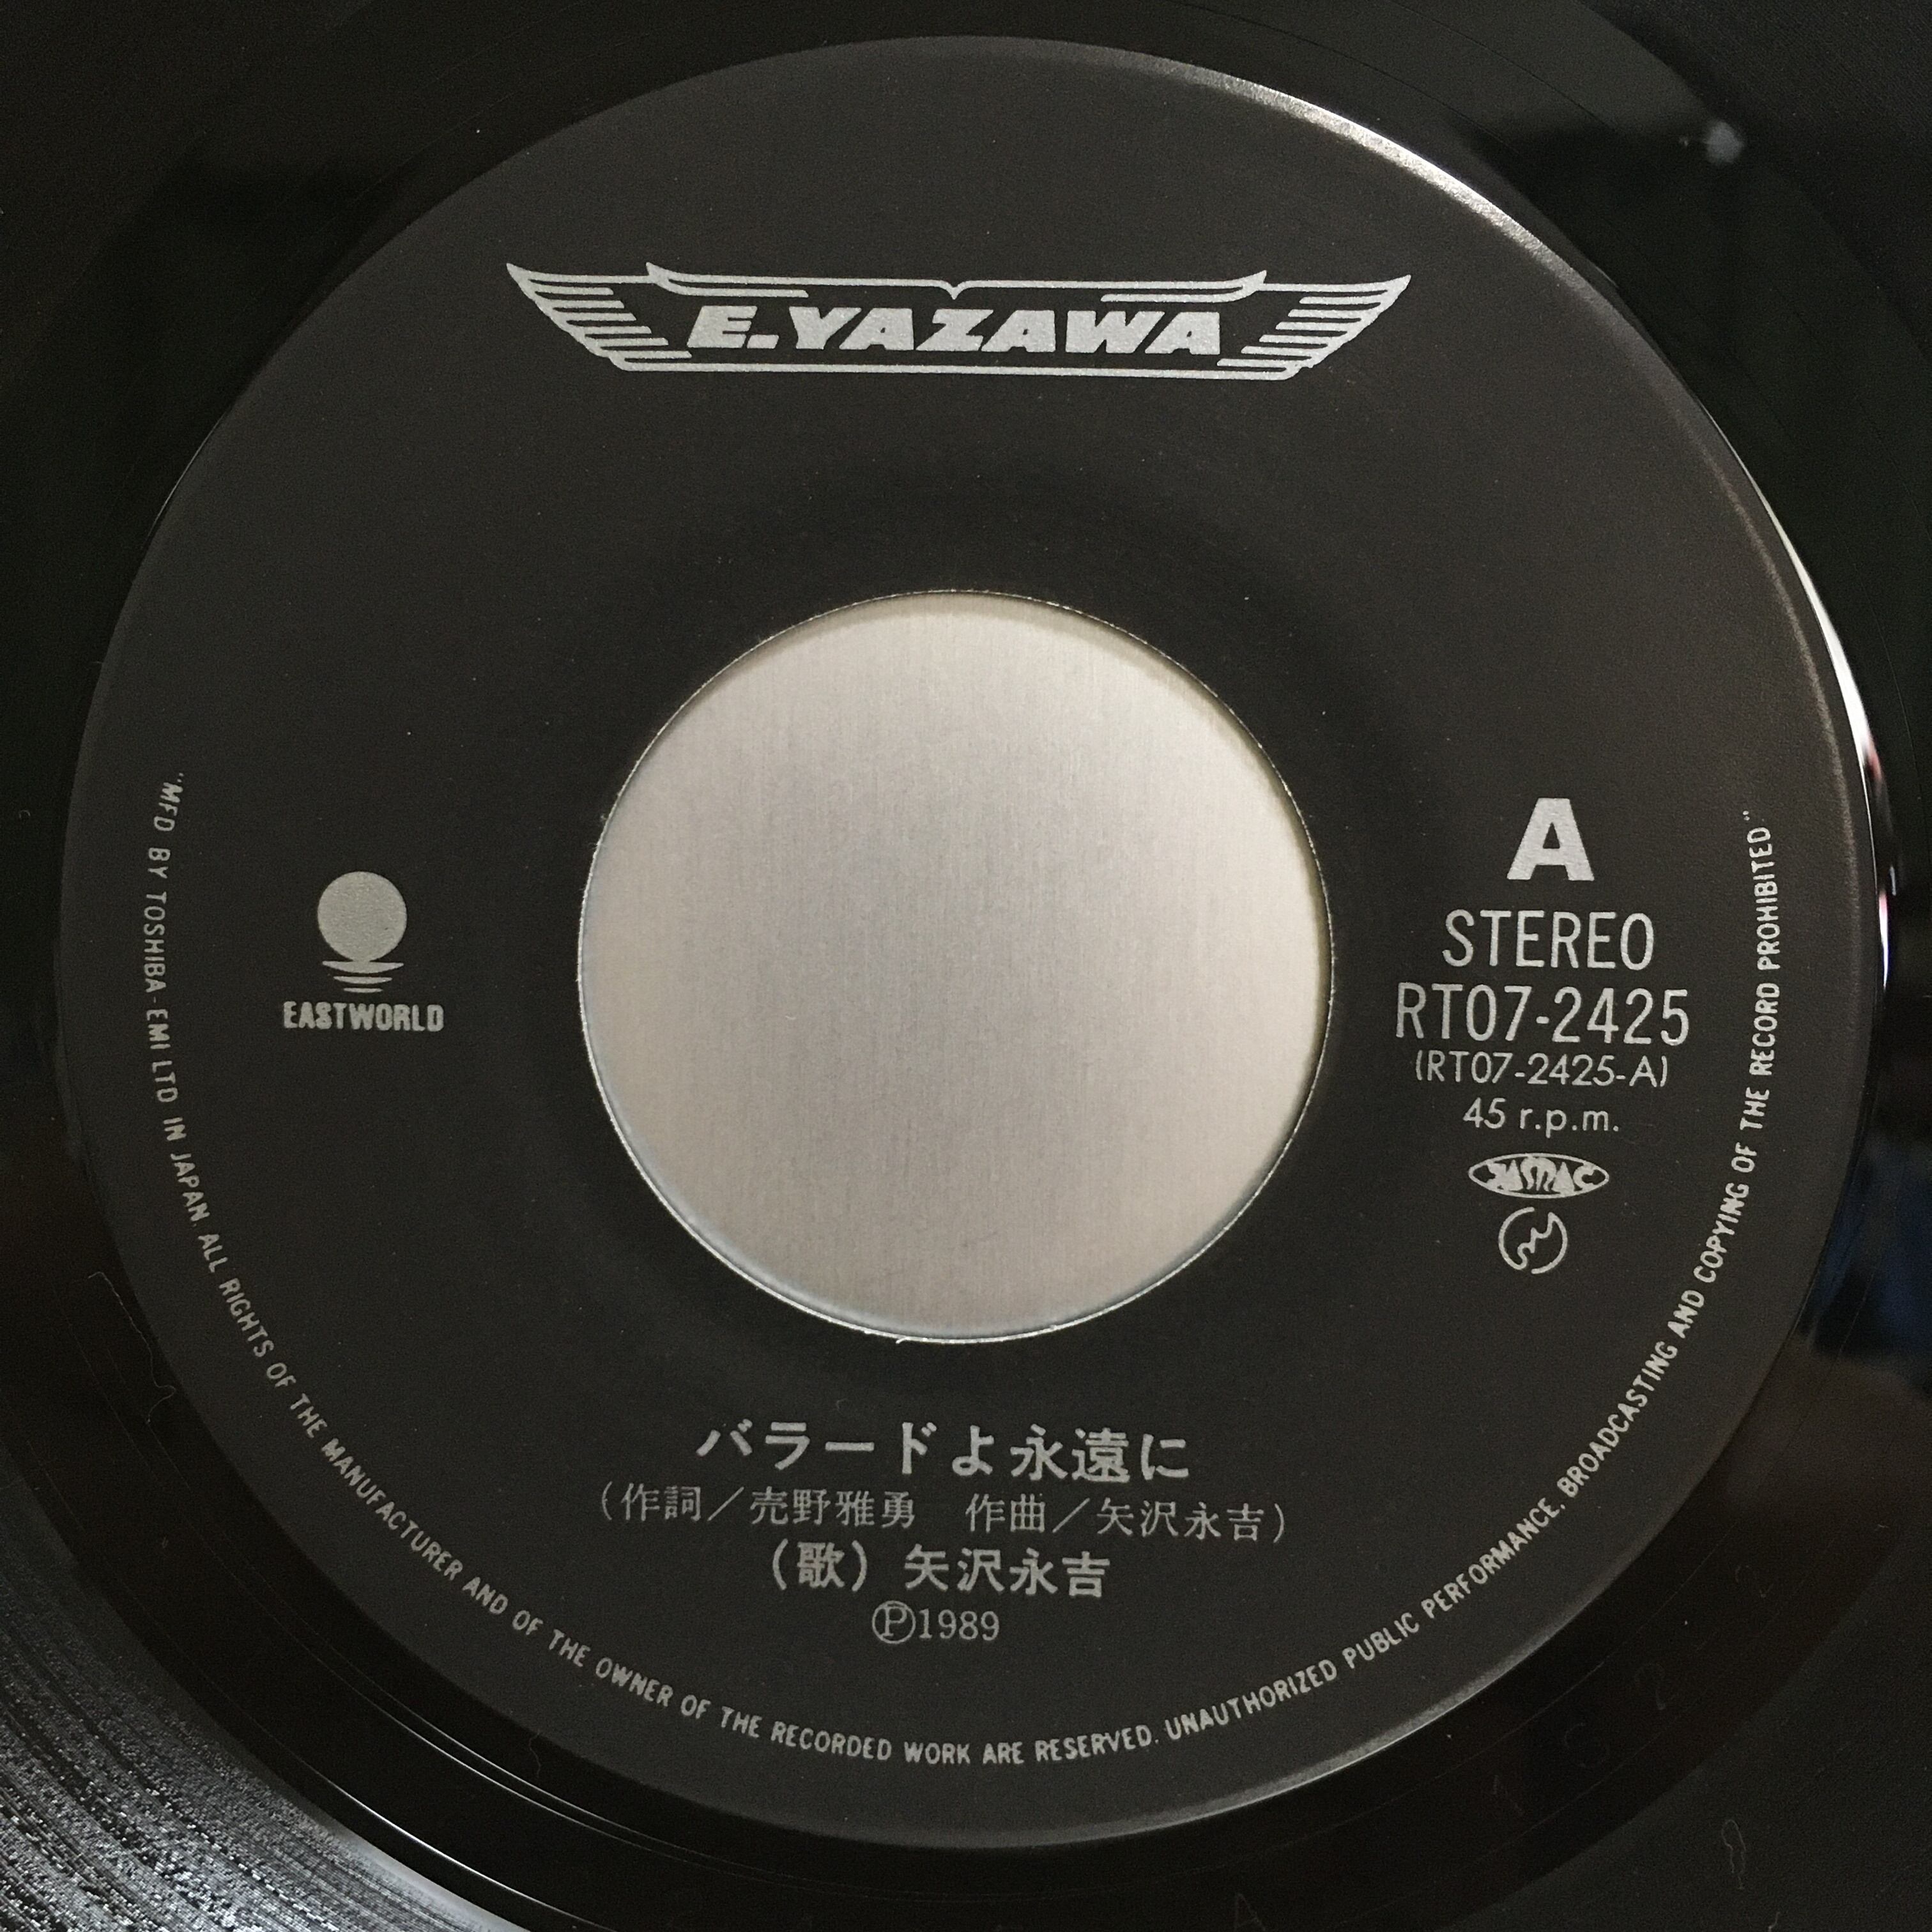 E.YAZAWA
EASTWORLD
A
STEREO
RT07-2425
(RT07-2425-A)
45 r.p.m.
JASRAC
バラードよ永遠に
(作詞/売野雅勇　作曲/矢沢永吉)
(歌) 矢沢永吉
Ⓟ1989
"MFD BY TOSHIBA-EMI LTD IN JAPAN. ALL RIGHTS OF THE MANUFACTURER AND OF THE OWNER OF THE RECORDED WORK ARE RESERVED. UNAUTHORIZED PUBLIC PERFORMANCE, BROADCASTING AND COPYING OF THE RECORD PROHIBITED"